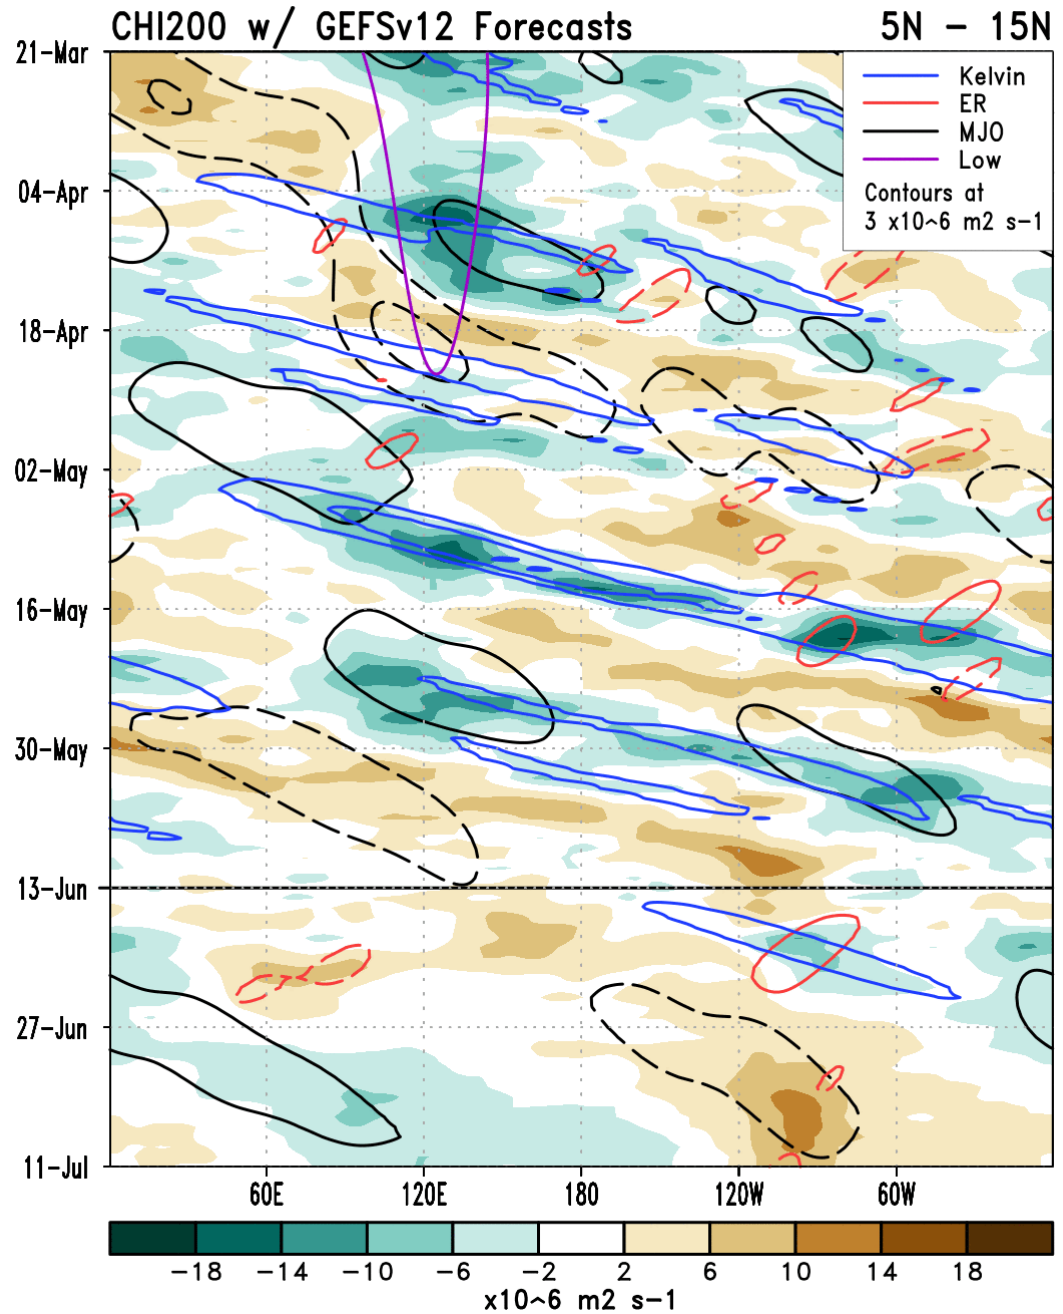 CHI200 w/ GEFSv12 Forecasts 5N - 15N
21-Mar
04-Apr
18-Apr
02-May
16-May
30-May
13-Jun
27-Jun
11-Jul
Kelvin
ER
MJO
Low
Contours at
3 x10^6 m2 s-1
60E 120E 180 120W 60W
-18 -14 -10 -6 -2 2 6 10 14 18
x10^6 m2 s-1